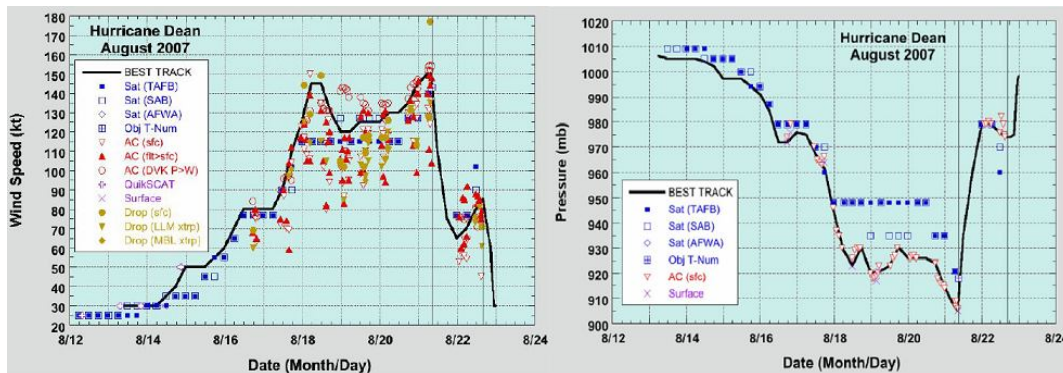 Hurricane Dean
August 2007
BEST TRACK
Sat (TAFB)
Sat (SAB)
Sat (AFWA)
Obj T-Num
AC (sfc)
AC (flt>sfc)
AC (DVK P>W)
QuikSCAT
Surface
Drop (sfc)
Drop (LLM xtrp)
Drop (MBL xtrp)
Wind Speed (kt)
180
170
160
150
140
130
120
110
100
90
80
70
60
50
40
30
20
8/12 8/14 8/16 8/18 8/20 8/22 8/24
Date (Month/Day)
Hurricane Dean
August 2007
BEST TRACK
Sat (TAFB)
Sat (SAB)
Sat (AFWA)
Obj T-Num
AC (sfc)
Surface
Pressure (mb)
1020
1010
1000
990
980
970
960
950
940
930
920
910
900
8/12 8/14 8/16 8/18 8/20 8/22 8/24
Date (Month/Day)